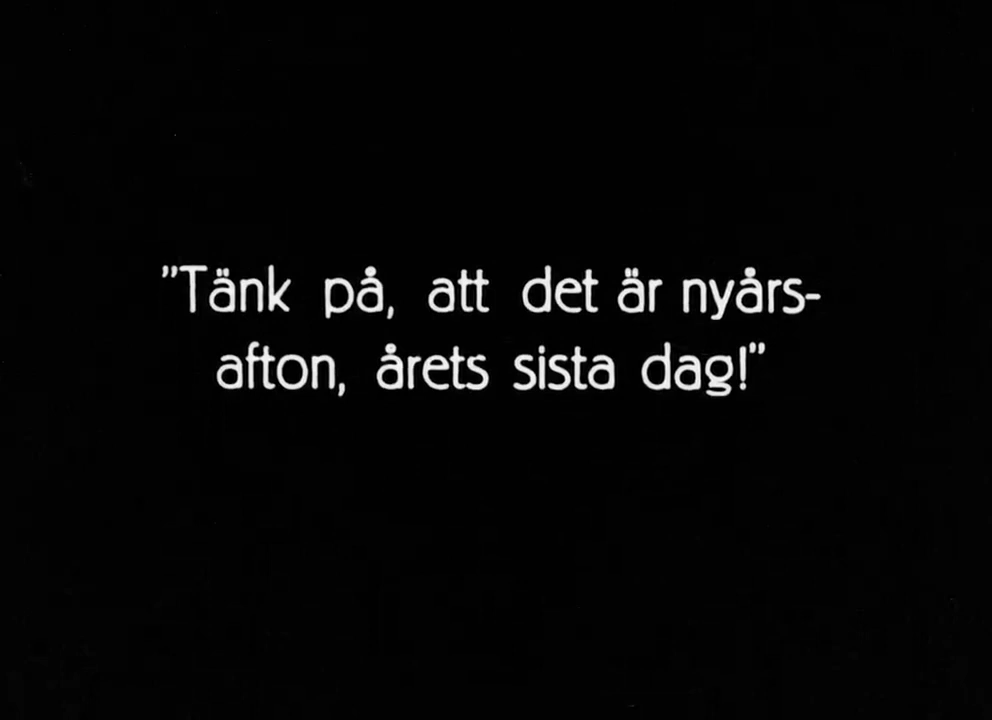 ”Tänk på, att det är nyårs-
afton, årets sista dag!”